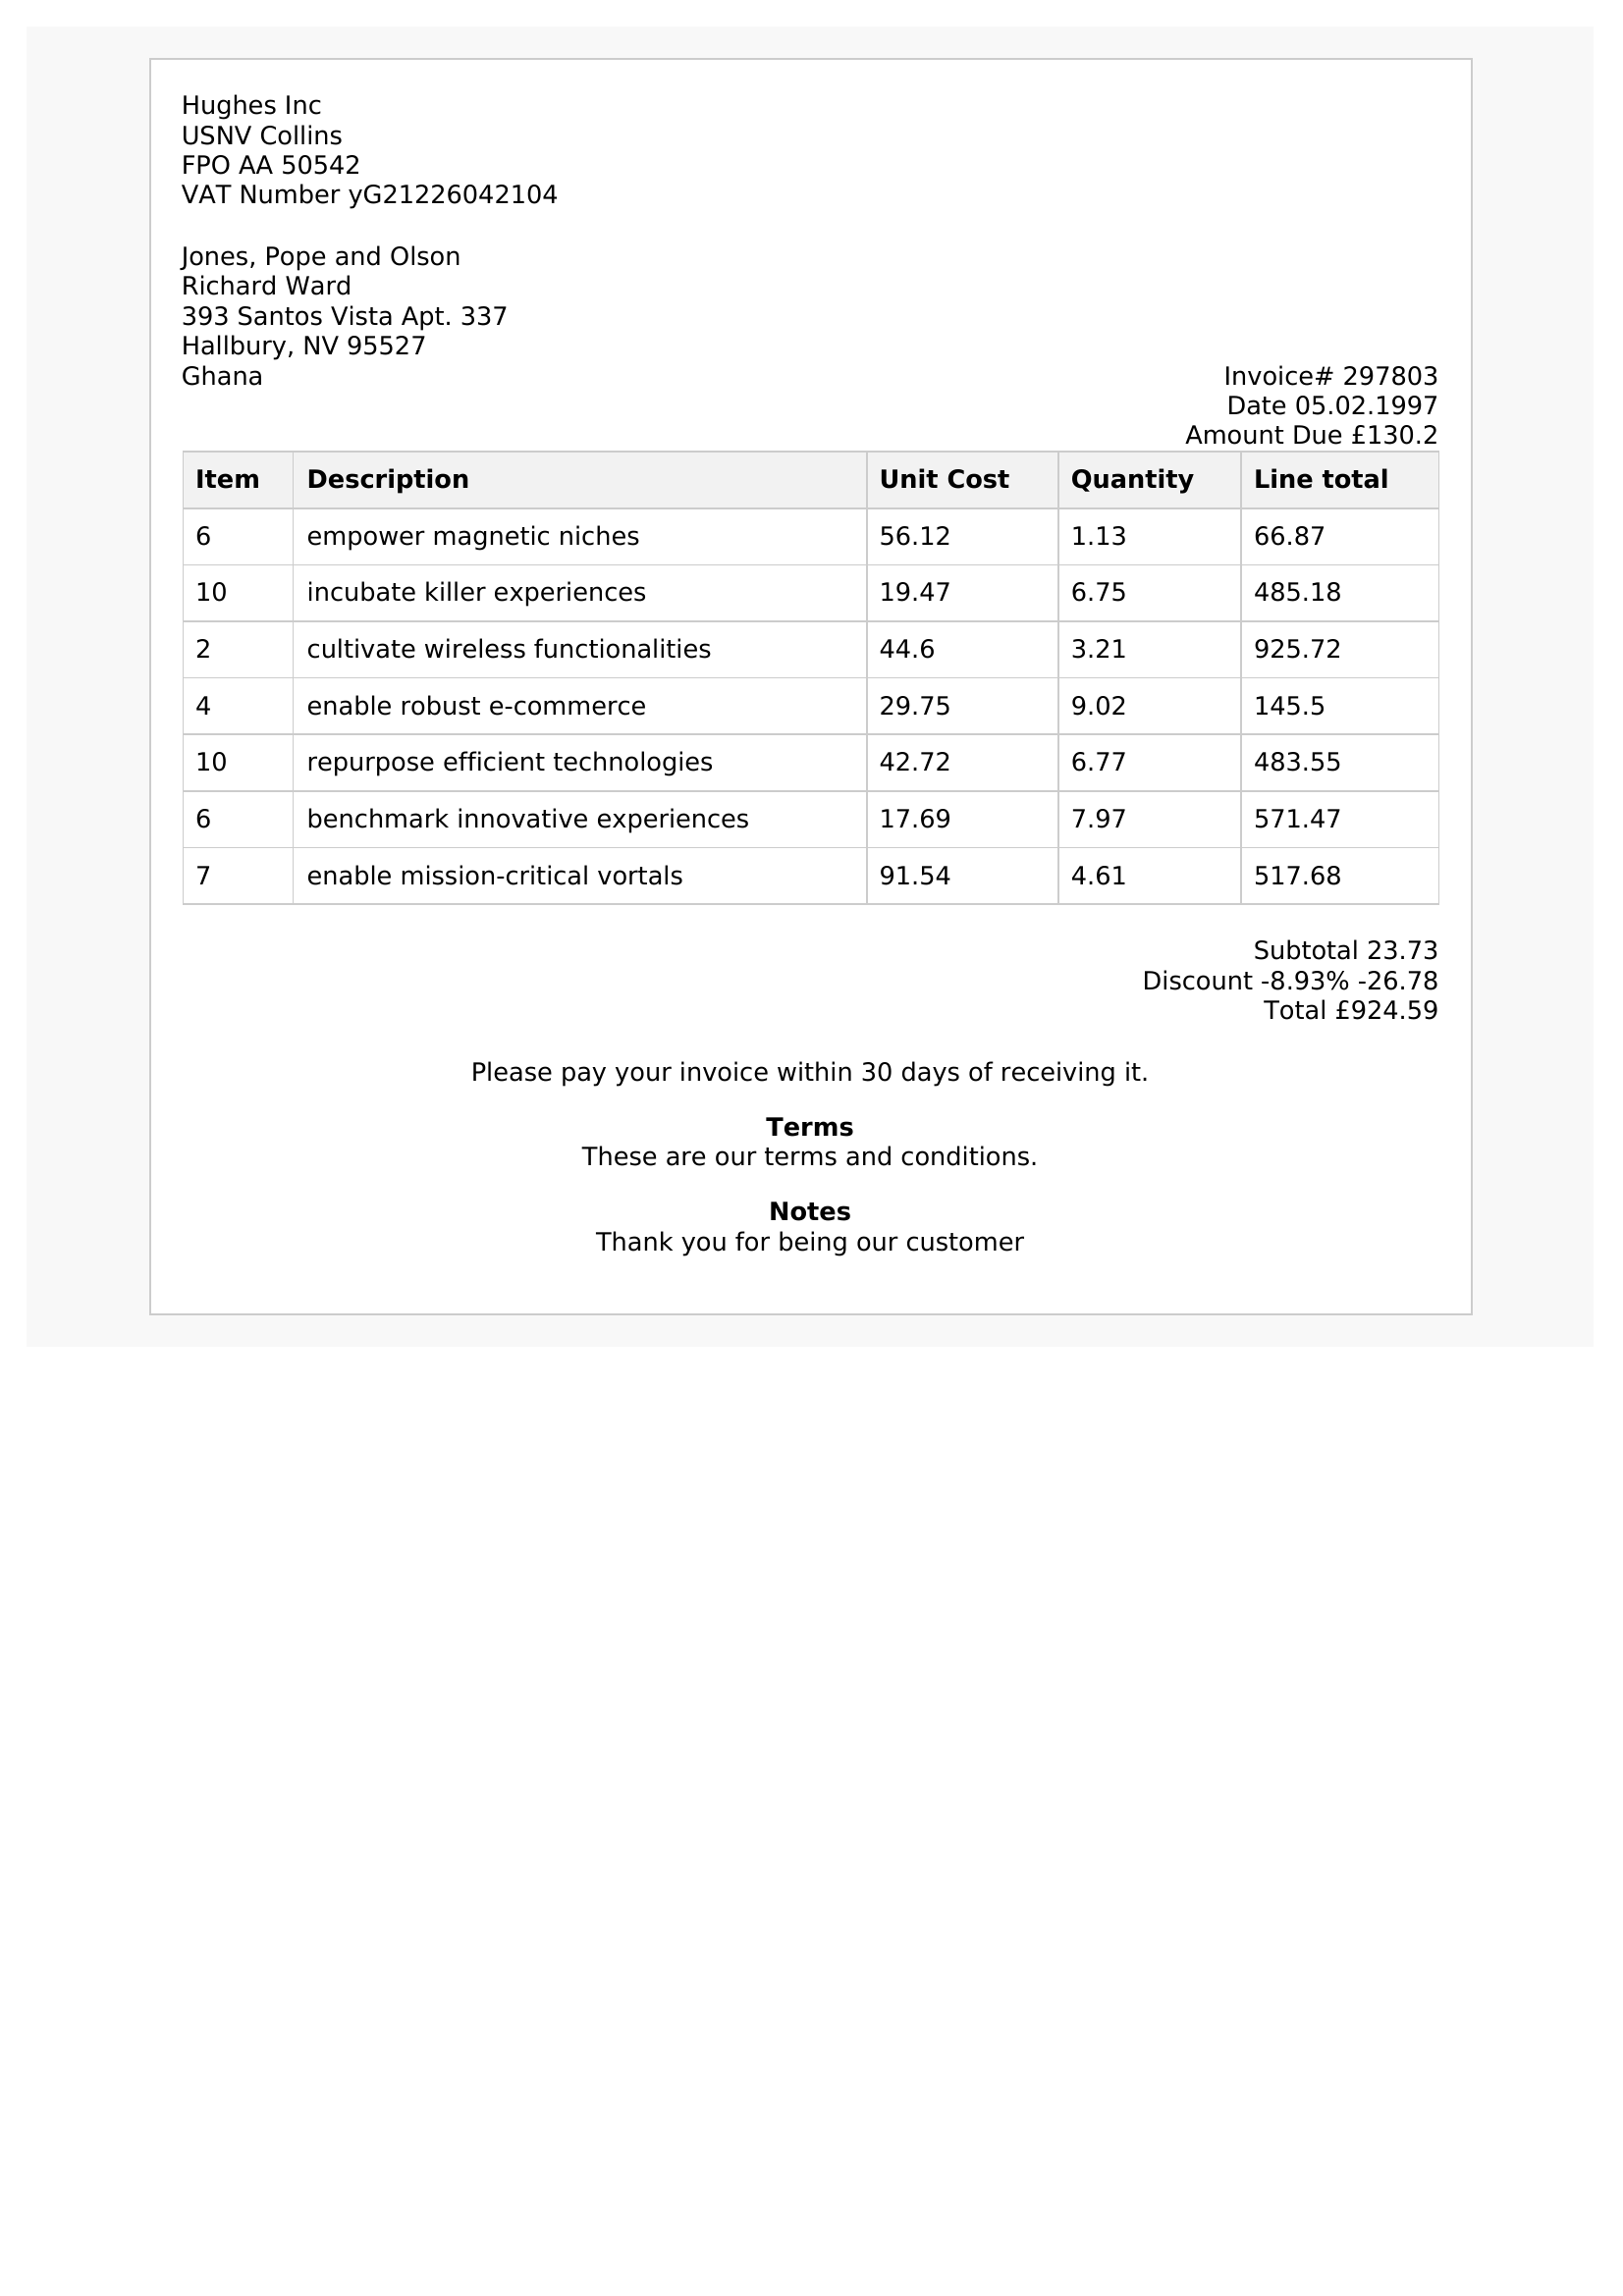 Hughes Inc
USNV Collins
FPO AA 50542
VAT Number yG21226042104
Jones, Pope and Olson
Richard Ward
393 Santos Vista Apt. 337
Hallbury, NV 95527
Ghana
Invoice# 297803
Date 05.02.1997
Amount Due £130.2
Item Description Unit Cost Quantity Line total
6 empower magnetic niches 56.12 1.13 66.87
10 incubate killer experiences 19.47 6.75 485.18
2 cultivate wireless functionalities 44.6 3.21 925.72
4 enable robust e-commerce 29.75 9.02 145.5
10 repurpose efficient technologies 42.72 6.77 483.55
6 benchmark innovative experiences 17.69 7.97 571.47
7 enable mission-critical vortals 91.54 4.61 517.68
Subtotal 23.73
Discount -8.93% -26.78
Total £924.59
Please pay your invoice within 30 days of receiving it.
Terms
These are our terms and conditions.
Notes
Thank you for being our customer